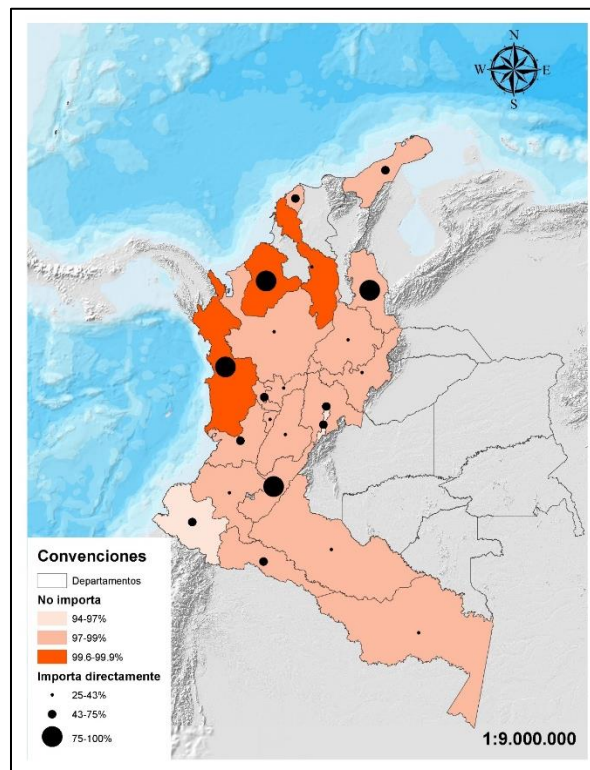 N
W E
S
Convenciones
Departamentos
No importa
94-97%
97-99%
99.6-99.9%
Importa directamente
25-43%
43-75%
75-100%
1:9.000.000